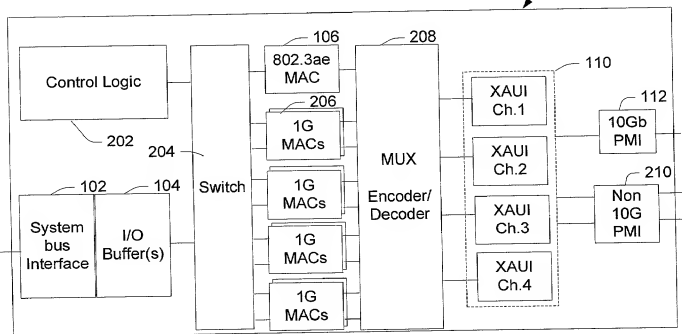 Control Logic
202
102
104
System
bus
Interface
I/O
Buffer(s)
204
Switch
106
802.3ae
MAC
206
1G
MACs
1G
MACs
1G
MACs
1G
MACs
208
MUX
Encoder/
Decoder
110
XAUI
Ch.1
XAUI
Ch.2
XAUI
Ch.3
XAUI
Ch.4
112
10Gb
PMI
210
Non
10G
PMI